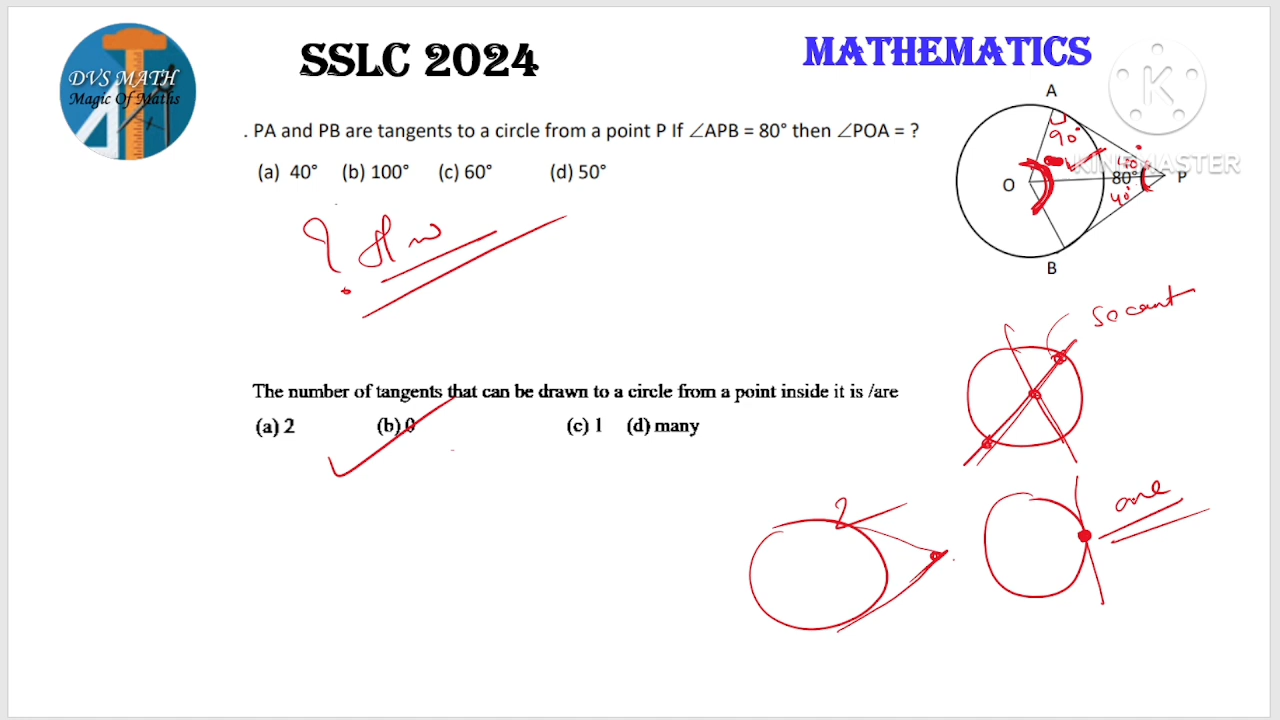 DVS MATH
Magic Of Maths
SSLC 2024
MATHEMATICS
K
KINEMASTER
. PA and PB are tangents to a circle from a point P If ∠APB = 80° then ∠POA = ?
(a) 40° (b) 100° (c) 60° (d) 50°
A
90°
O
80°
40°
P
B
secant
The number of tangents that can be drawn to a circle from a point inside it is /are
(a) 2 (b) 0 (c) 1 (d) many
2
one